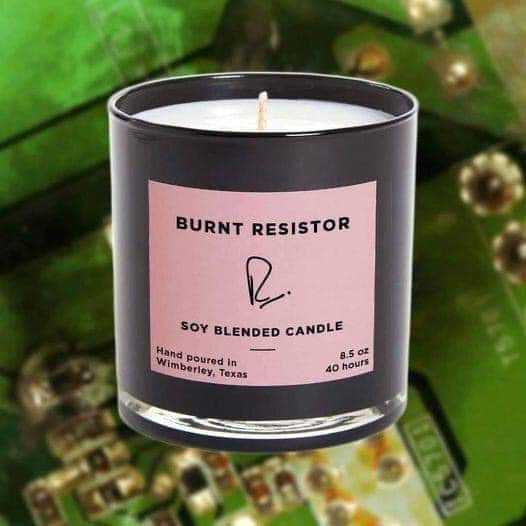 BURNT RESISTOR
R.
SOY BLENDED CANDLE
Hand poured in
Wimberley, Texas
8.5 oz
40 hours